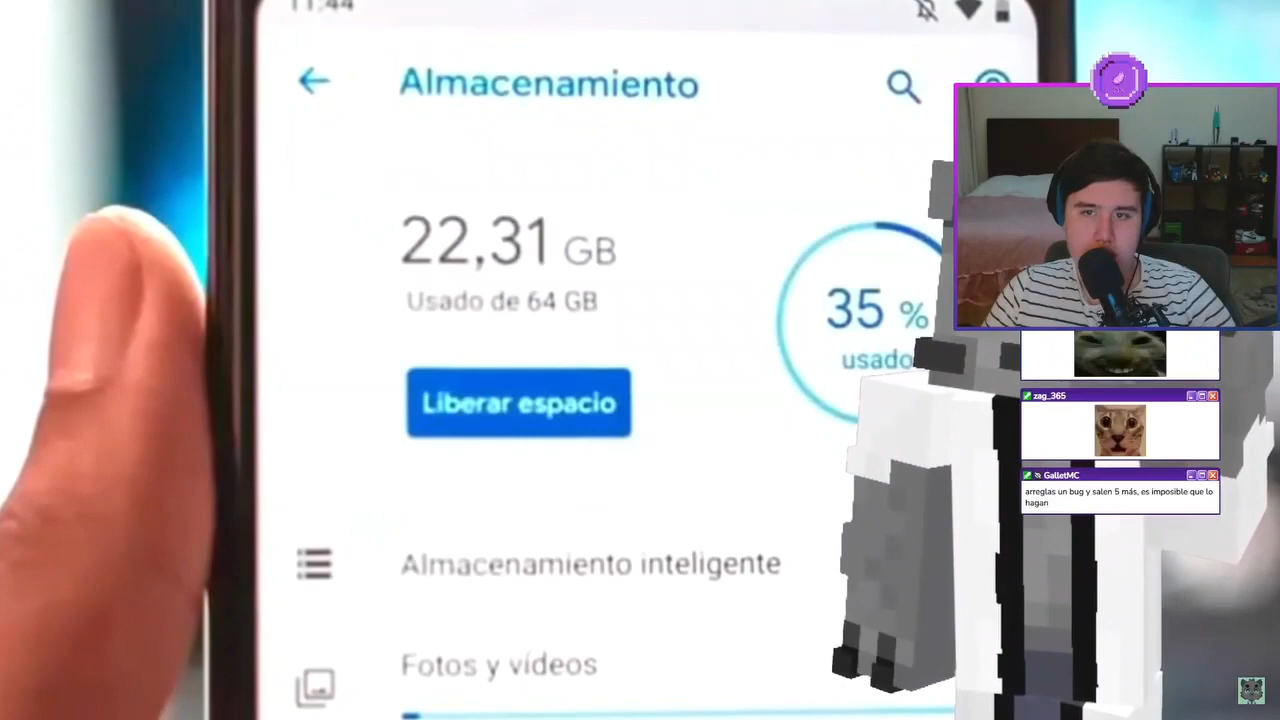 11:44
Almacenamiento
22,31 GB
Usado de 64 GB
35 %
usado
Liberar espacio
Almacenamiento inteligente
Fotos y vídeos
zag_365
GalletMC
arreglas un bug y salen 5 más, es imposible que lo
hagan